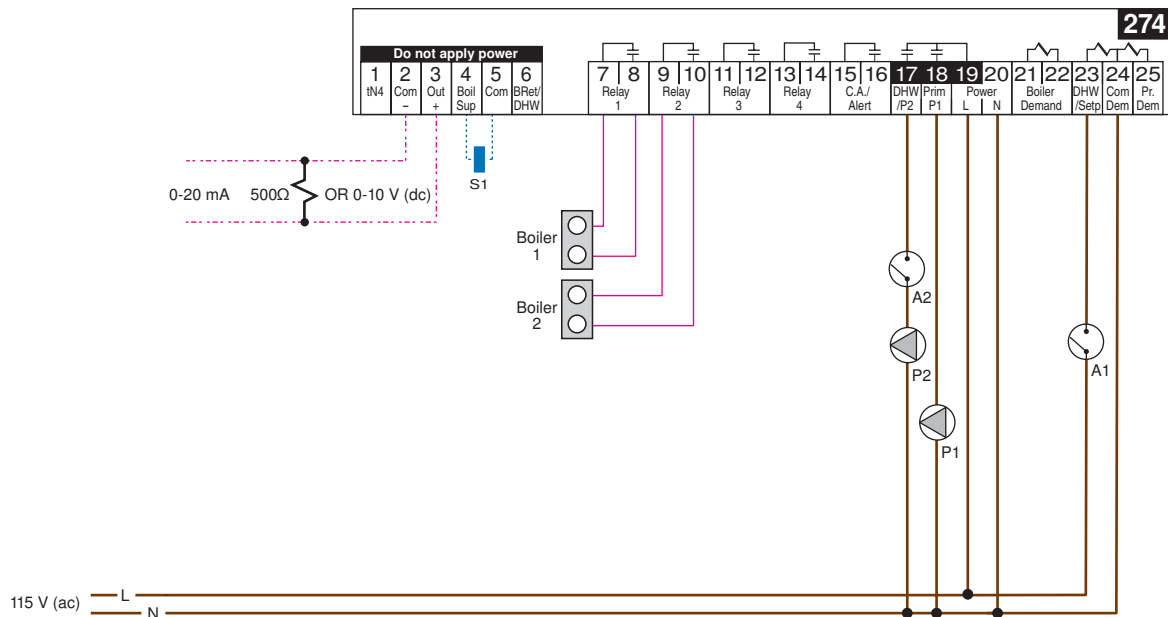 274
Do not apply power
1 2 3 4 5 6 7 8 9 10 11 12 13 14 15 16 17 18 19 20 21 22 23 24 25
tN4
Com
–
Out
+
Boil
Sup
Com
BRet/
DHW
Relay
1
Relay
2
Relay
3
Relay
4
C.A./
Alert
DHW
/P2
Prim
P1
Power
L N
Boiler
Demand
DHW
/Setp
Com
Dem
Pr.
Dem
0-20 mA 500Ω OR 0-10 V (dc)
S1
Boiler
1
Boiler
2
A2
P2
P1
A1
115 V (ac)
L
N